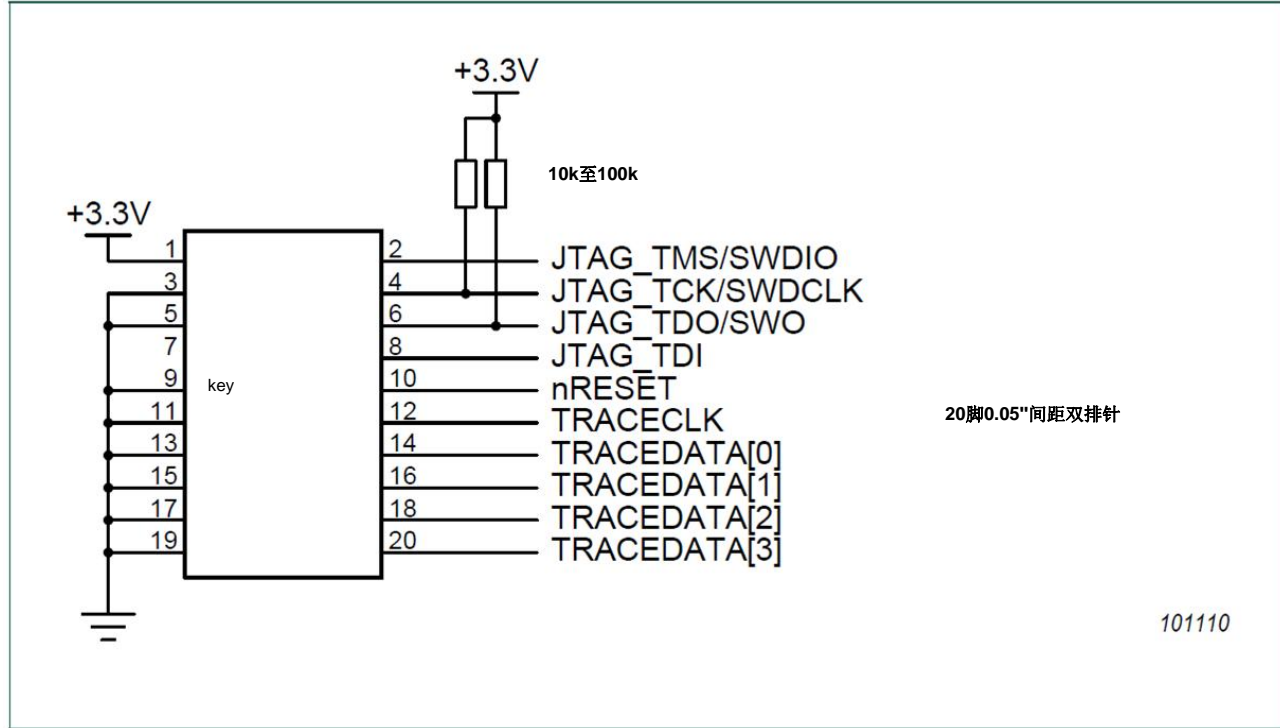 +3.3V
10k至100k
+3.3V
1 2 JTAG_TMS/SWDIO
3 4 JTAG_TCK/SWDCLK
5 6 JTAG_TDO/SWO
7 8 JTAG_TDI
9 key 10 nRESET
11 12 TRACECLK
20脚0.05"间距双排针
13 14 TRACEDATA[0]
15 16 TRACEDATA[1]
17 18 TRACEDATA[2]
19 20 TRACEDATA[3]
101110